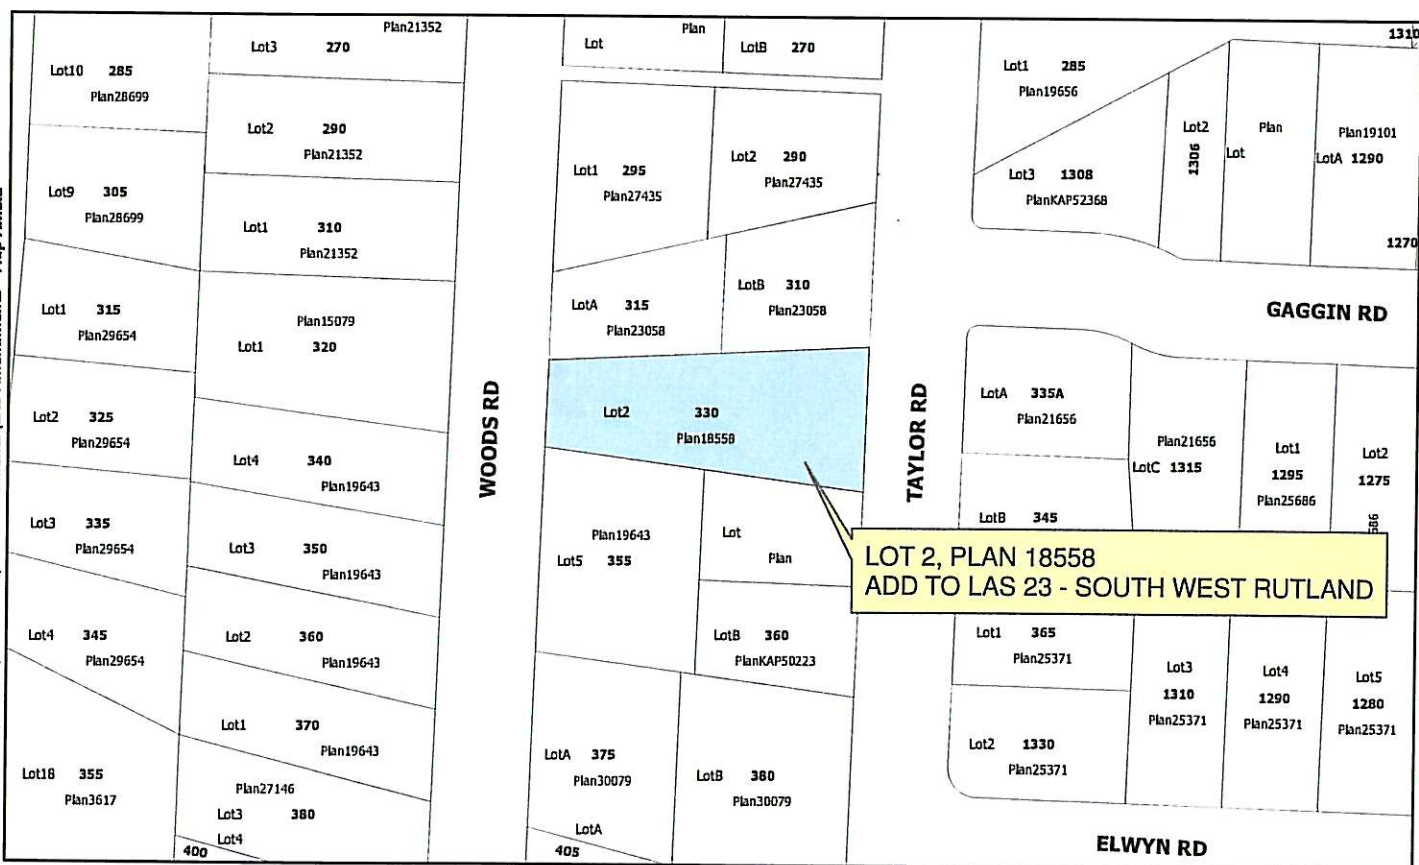 Plan21352
Lot3 270
Lot10 285
Plan28699
Lot2 290
Plan21352
Lot9 305
Plan28699
Lot1 310
Plan21352
Lot1 315
Plan29654
Plan15079
Lot1 320
Lot2 325
Plan29654
Lot4 340
Plan19643
Lot3 335
Plan29654
Lot3 350
Plan19643
Lot4 345
Plan29654
Lot2 360
Plan19643
Lot1 370
Plan19643
Lot18 355
Plan3617
Plan27146
Lot3 380
Lot4
400
WOODS RD
Lot Plan
LotB 270
Lot1 295
Plan27435
Lot2 290
Plan27435
LotA 315
Plan23058
LotB 310
Plan23058
Lot2 330
Plan18558
Plan19643
Lot5 355
Lot
Plan
LotB 360
PlanKAP50223
LotA 375
Plan30079
LotB 380
Plan30079
LotA
405
TAYLOR RD
1310
Lot1 285
Plan19656
Lot3 1308
PlanKAP52368
Lot2
1306
Plan
Lot
Plan19101
LotA 1290
1270
GAGGIN RD
LotA 335A
Plan21656
Plan21656
LotC 1315
Lot1
1295
Plan25686
Lot2
1275
686
LotB 345
LOT 2, PLAN 18558
ADD TO LAS 23 - SOUTH WEST RUTLAND
Lot1 365
Plan25371
Lot2 1330
Plan25371
Lot3
1310
Plan25371
Lot4
1290
Plan25371
Lot5
1280
Plan25371
ELWYN RD